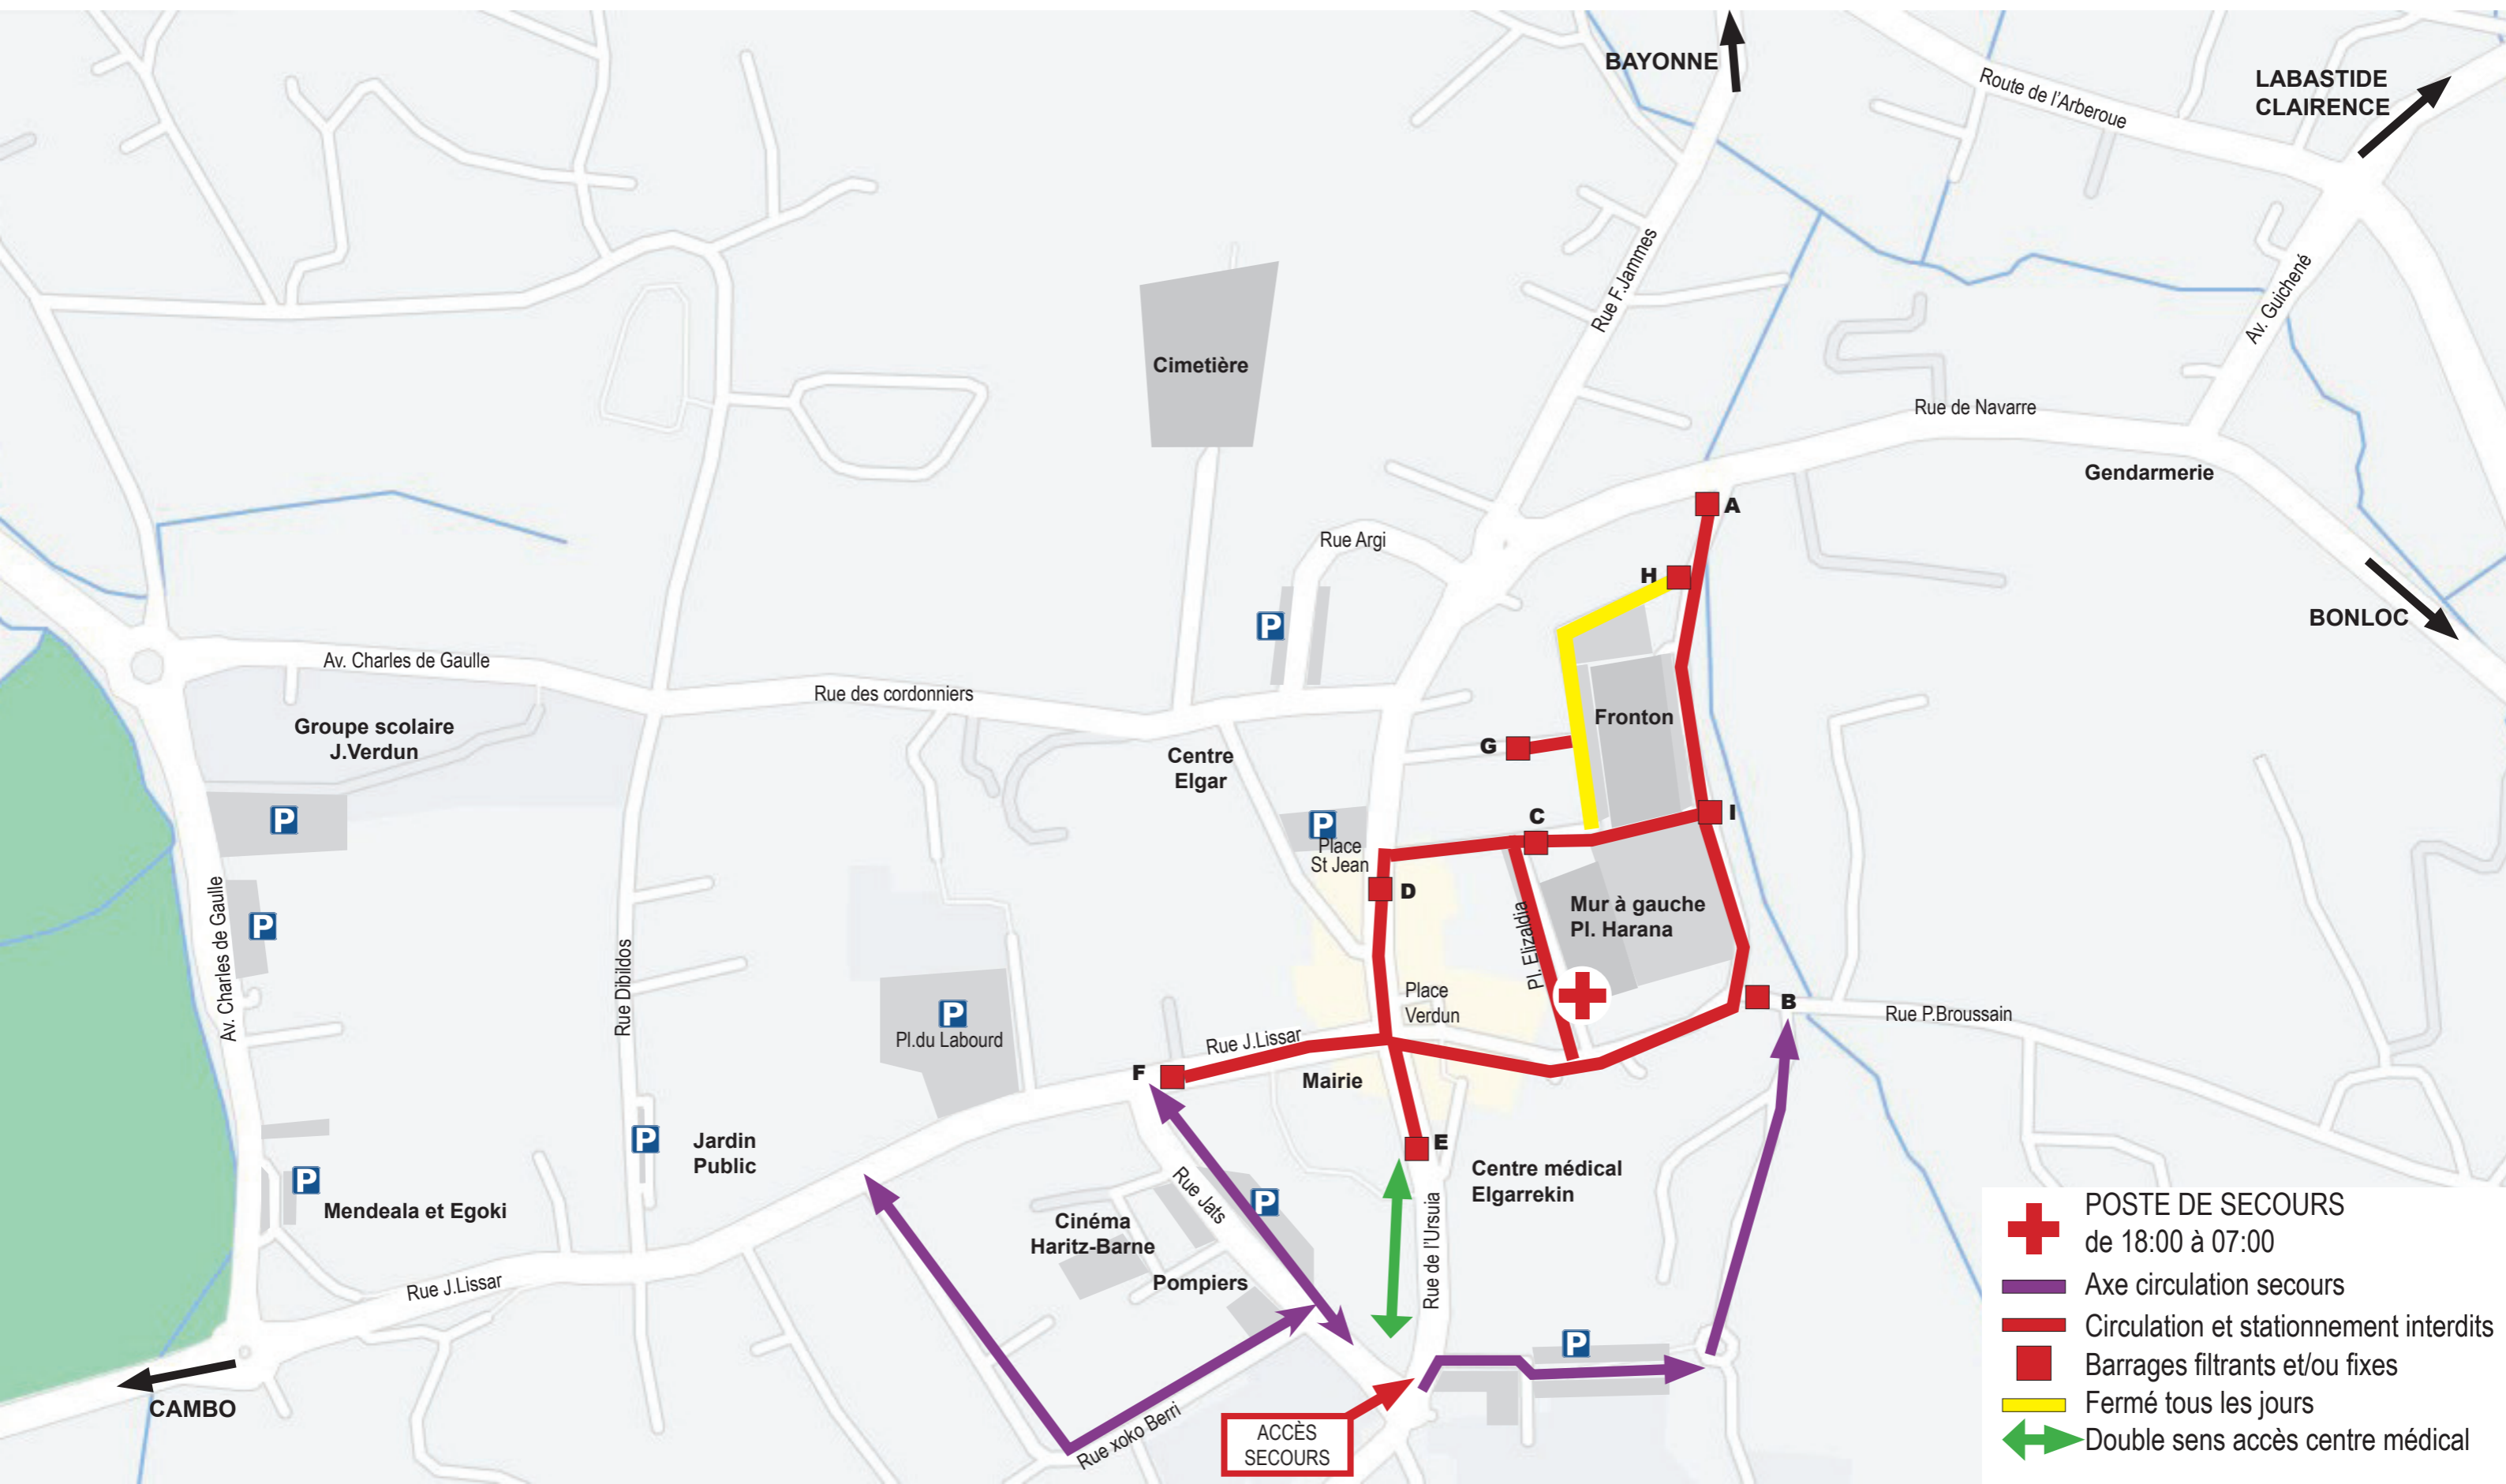 BAYONNE
Route de l'Arberoue
LABASTIDE
CLAIRENCE
Rue F.Jammes
Av. Guichené
Cimetière
Rue de Navarre
Gendarmerie
A
Rue Argi
H
P
BONLOC
Av. Charles de Gaulle
Rue des cordonniers
Groupe scolaire
J.Verdun
Fronton
G
Centre
Elgar
P
P
Place
St Jean
C
I
D
Mur à gauche
Pl. Harana
Pl. Elizaldia
P
Av. Charles de Gaulle
Rue Dibildos
P
Pl.du Labourd
Place
Verdun
B
Rue P.Broussain
Rue J.Lissar
F
Mairie
P
Jardin
Public
E
Centre médical
Elgarrekin
P
Mendeala et Egoki
Rue Jats
P
Cinéma
Haritz-Barne
Pompiers
Rue de l'Ursuia
Rue J.Lissar
P
CAMBO
Rue xoko Berri
ACCÈS
SECOURS
POSTE DE SECOURS
de 18:00 à 07:00
Axe circulation secours
Circulation et stationnement interdits
Barrages filtrants et/ou fixes
Fermé tous les jours
Double sens accès centre médical